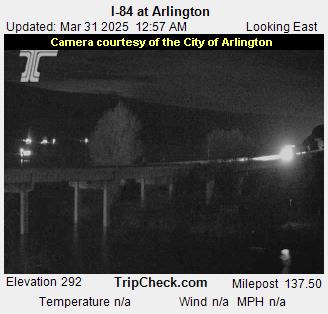 I-84 at Arlington
Updated: Mar 31 2025 12:57 AM Looking East
Camera courtesy of the City of Arlington
Elevation 292 TripCheck.com Milepost 137.50
Temperature n/a Wind n/a MPH n/a